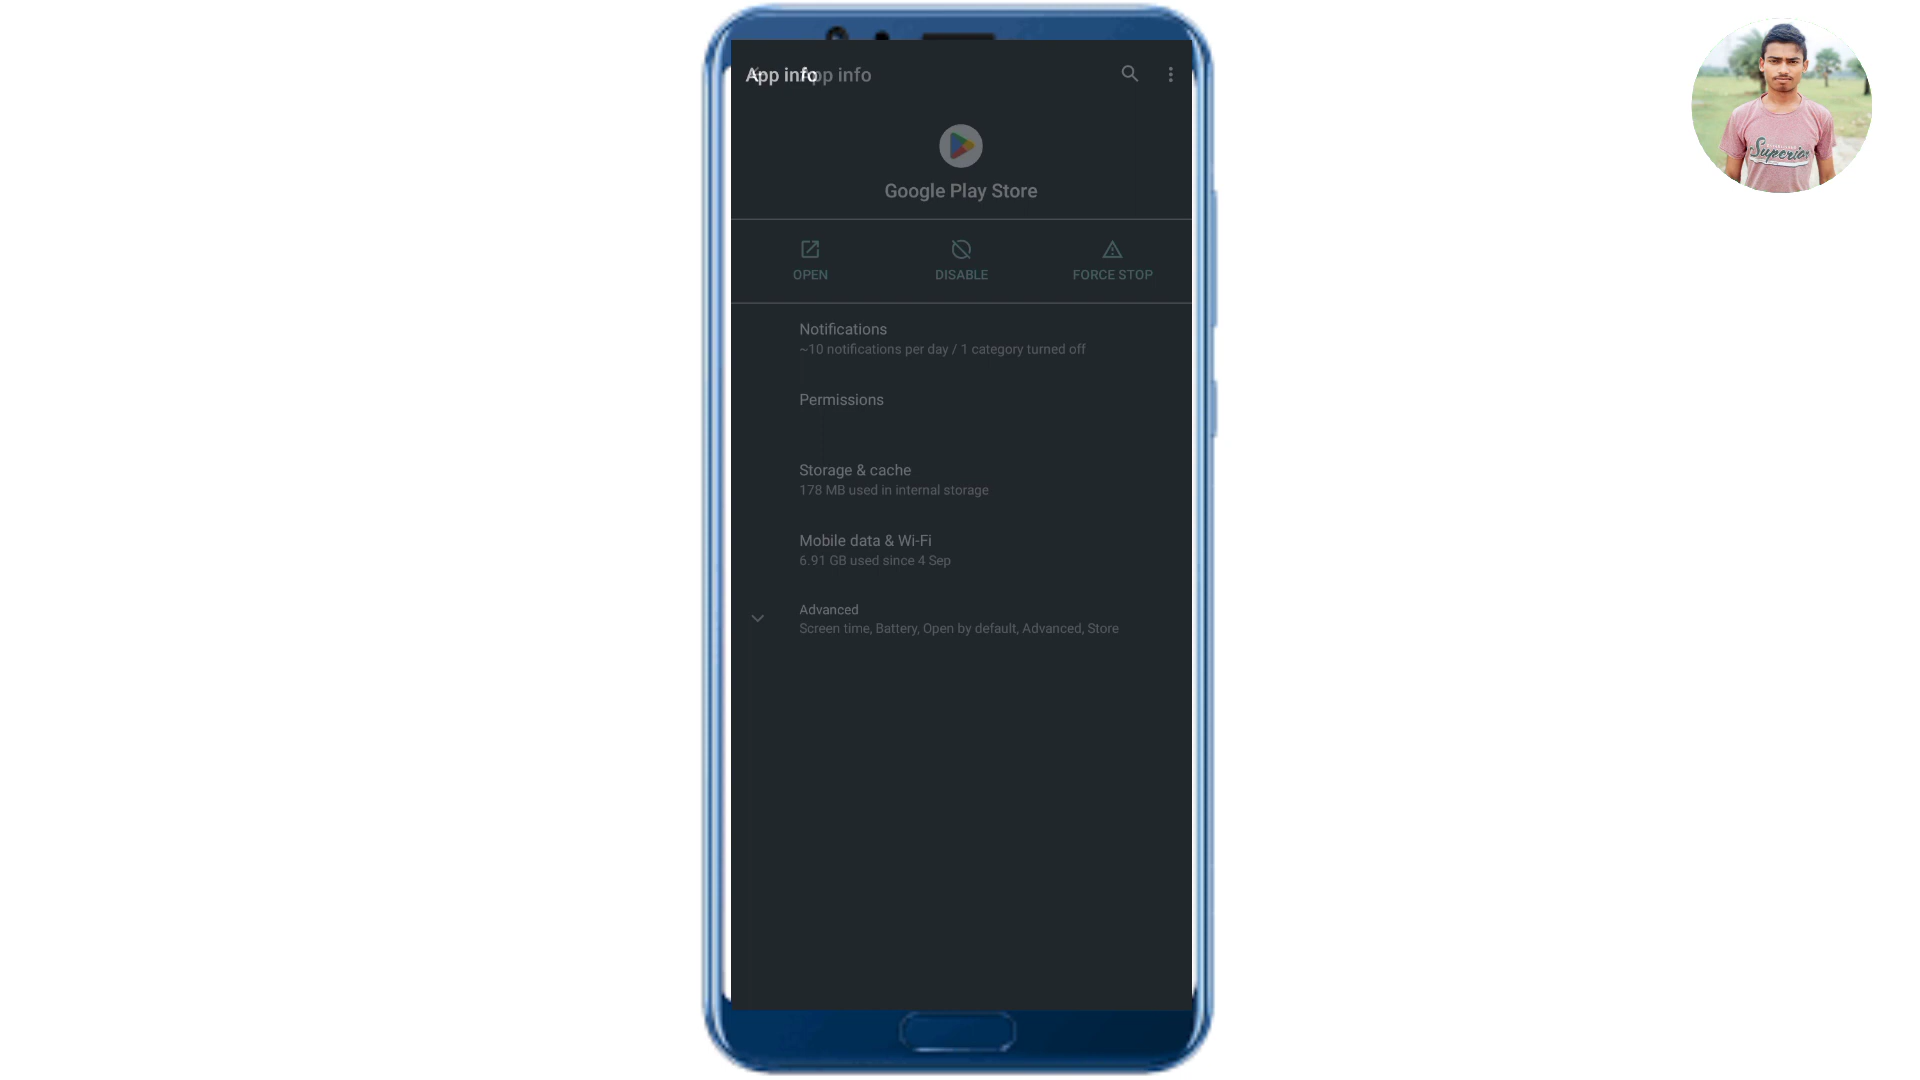 App info
App info
Google Play Store
OPEN
DISABLE
FORCE STOP
Notifications
~10 notifications per day / 1 category turned off
Permissions
Storage & cache
178 MB used in internal storage
Mobile data & Wi-Fi
6.91 GB used since 4 Sep
Advanced
Screen time, Battery, Open by default, Advanced, Store
Superior